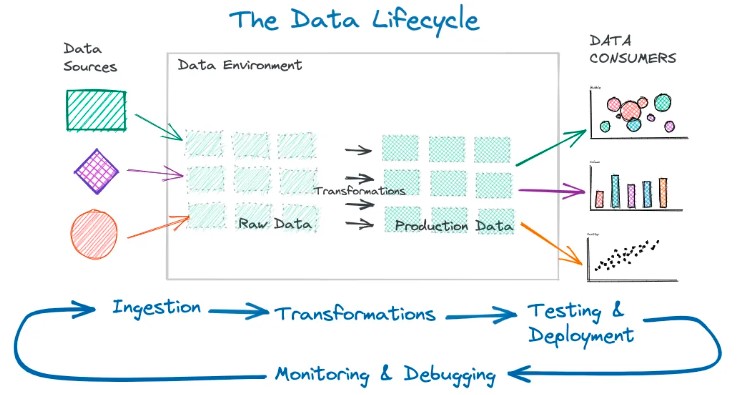 The Data Lifecycle
Data
Sources
Data Environment
DATA
CONSUMERS
Transformations
Raw Data
Production Data
Ingestion
Transformations
Testing &
Deployment
Monitoring & Debugging